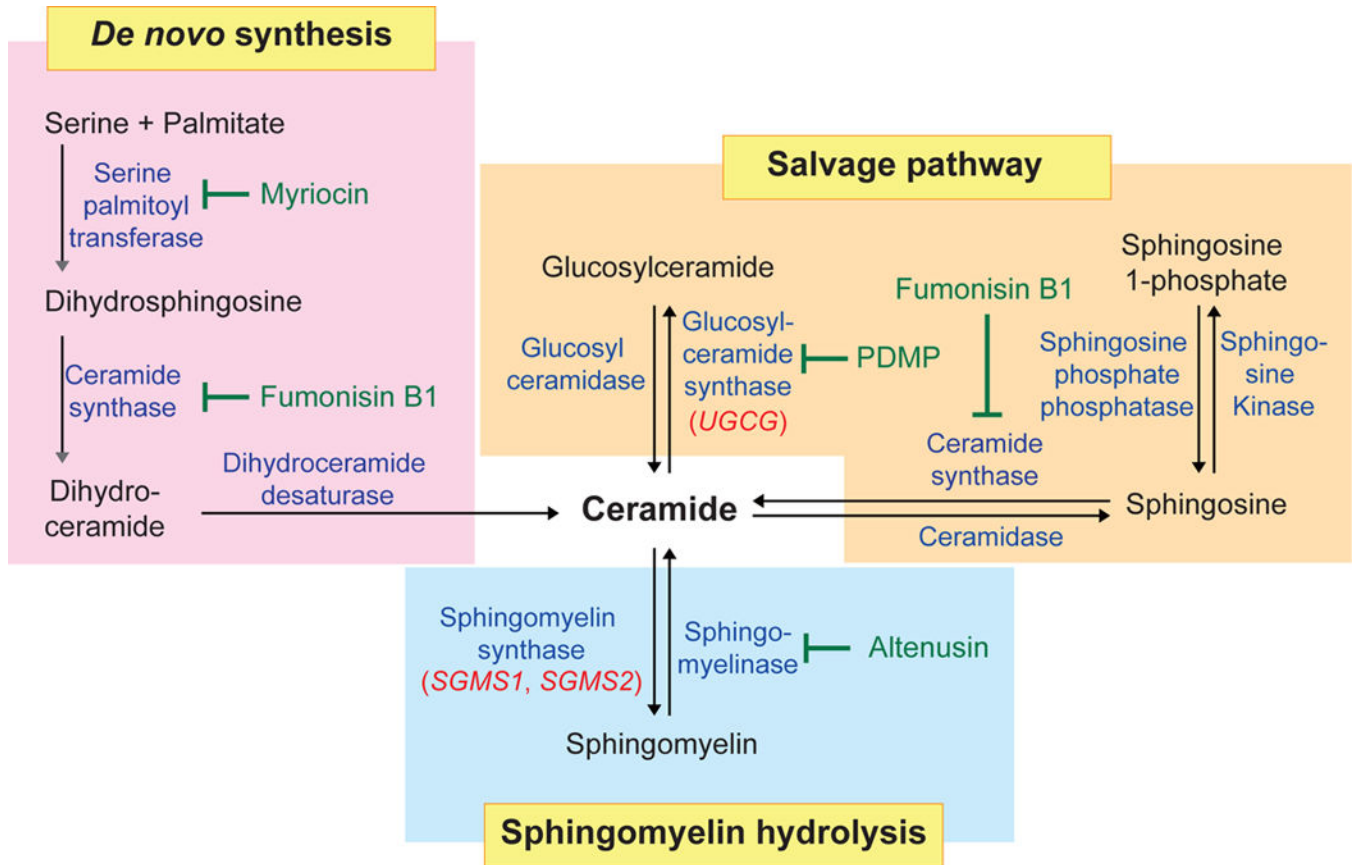 De novo synthesis
Serine + Palmitate
Serine
palmitoyl
transferase
Myriocin
Dihydrosphingosine
Ceramide
synthase
Fumonisin B1
Dihydro-
ceramide
Dihydroceramide
desaturase
Ceramide
Salvage pathway
Glucosylceramide
Glucosyl
ceramidase
Glucosyl-
ceramide
synthase
(UGCG)
PDMP
Fumonisin B1
Ceramide
synthase
Ceramidase
Sphingosine
1-phosphate
Sphingosine
phosphate
phosphatase
Sphingo-
sine
Kinase
Sphingosine
Sphingomyelin
synthase
(SGMS1, SGMS2)
Sphingo-
myelinase
Altenusin
Sphingomyelin
Sphingomyelin hydrolysis